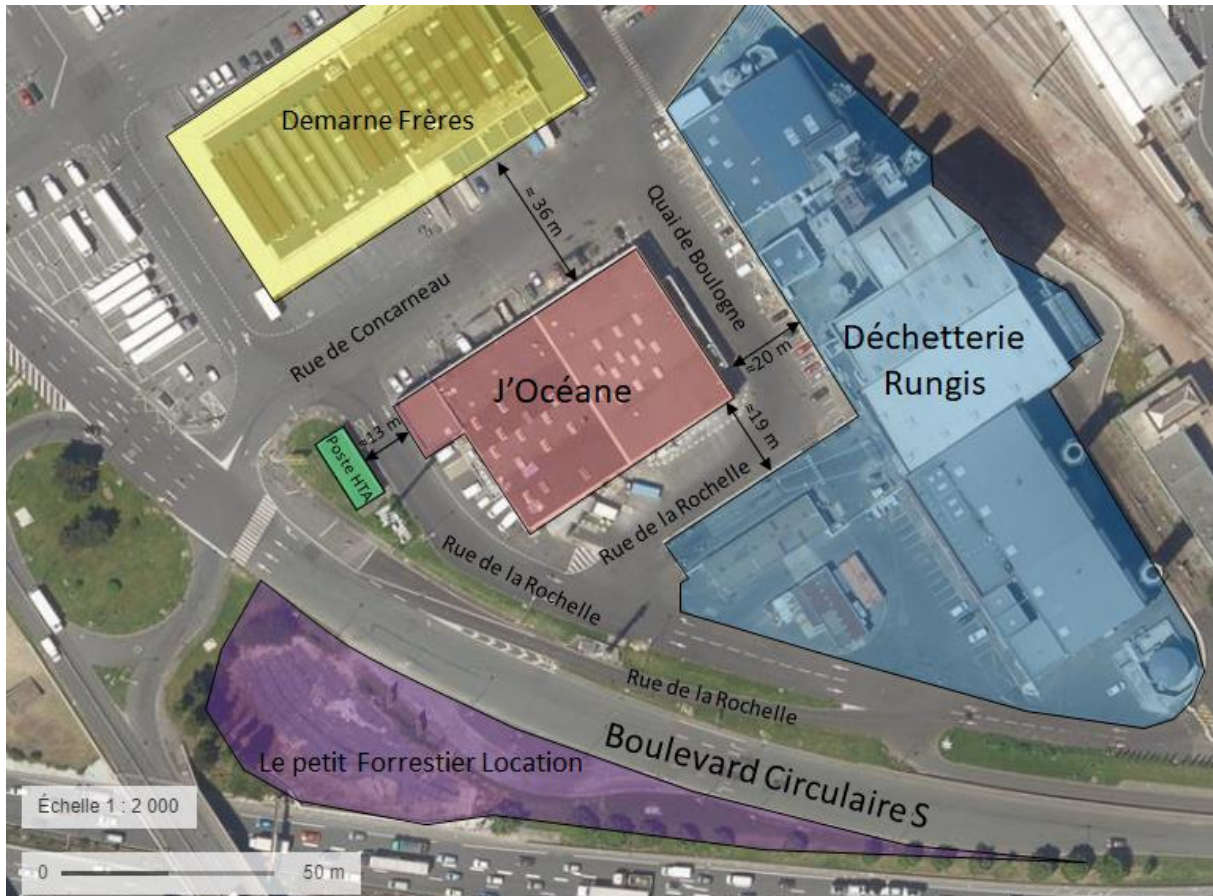 Demarne Frères
≈ 36 m
Quai de Boulogne
Rue de Concarneau
Déchetterie
Rungis
J'Océane
≈20 m
≈19 m
≈13 m
Poste HTA
Rue de la Rochelle
Rue de la Rochelle
Rue de la Rochelle
Boulevard Circulaire S
Le petit Forrestier Location
Échelle 1 : 2 000
0
50 m